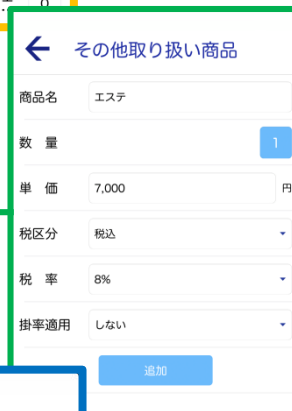 ← その他取り扱い商品
商品名 エステ
数 量 1
単 価 7,000 円
税区分 税込
税 率 8%
掛率適用 しない
追加